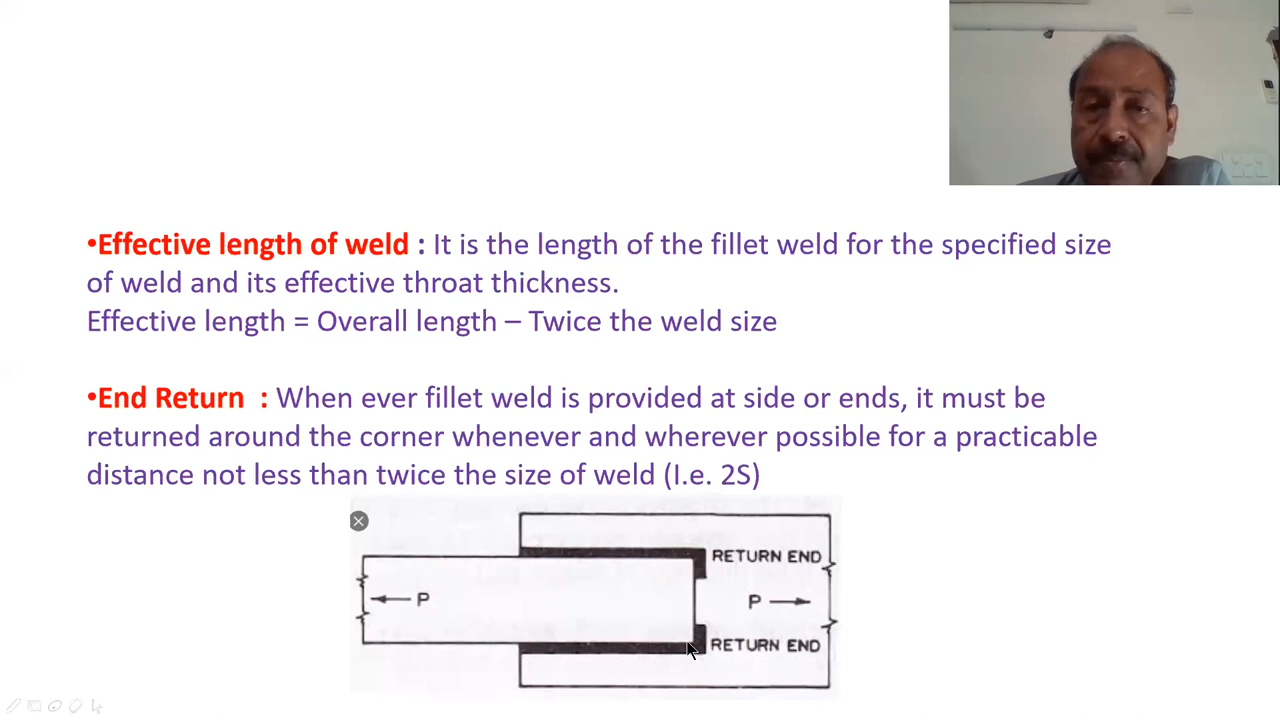 •Effective length of weld : It is the length of the fillet weld for the specified size
of weld and its effective throat thickness.
Effective length = Overall length – Twice the weld size
•End Return : When ever fillet weld is provided at side or ends, it must be
returned around the corner whenever and wherever possible for a practicable
distance not less than twice the size of weld (I.e. 2S)
RETURN END
P
P
RETURN END